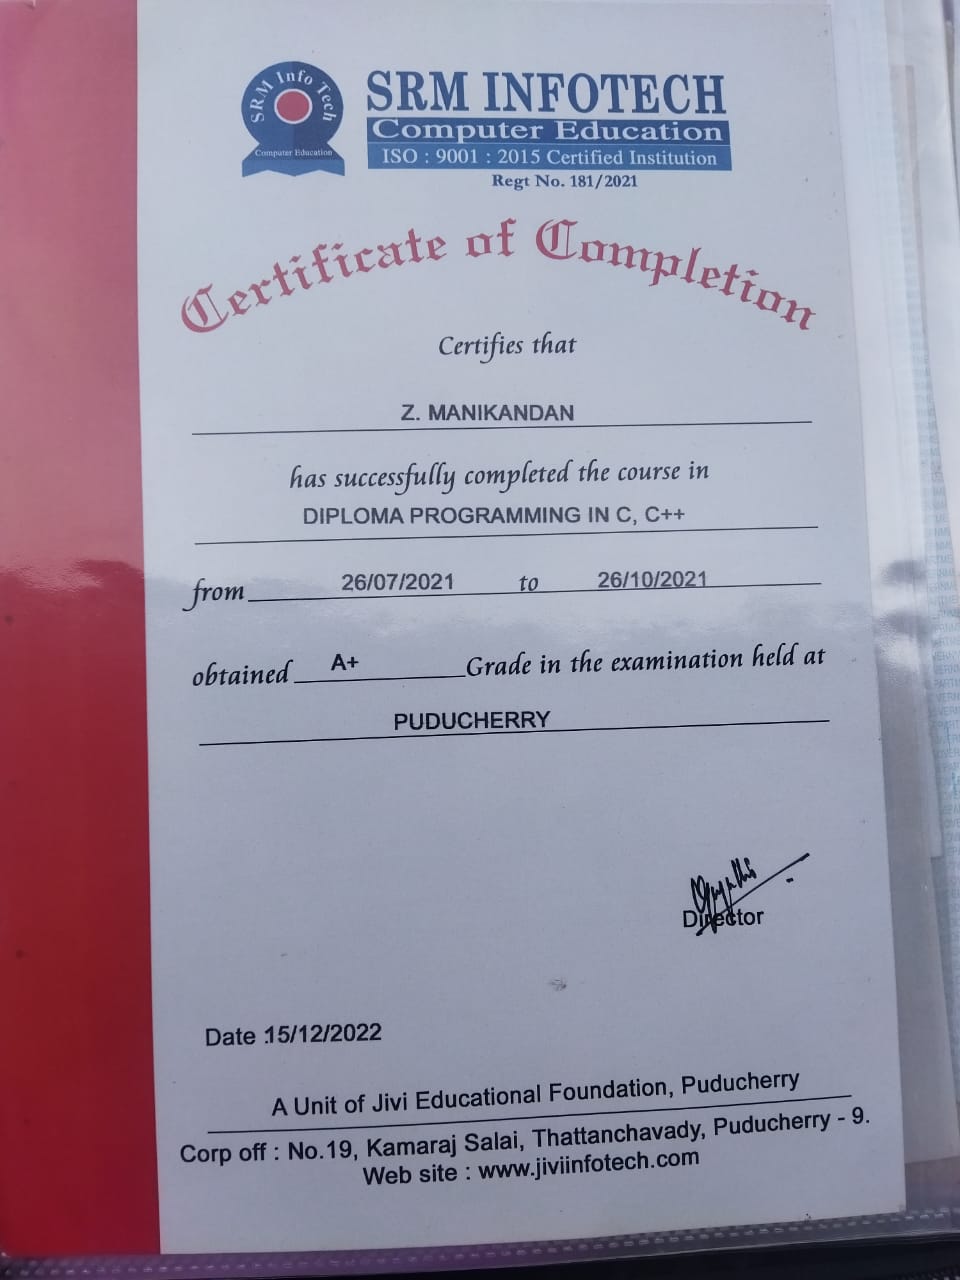 SRM Info Tech
Computer Education
SRM INFOTECH
Computer Education
ISO : 9001 : 2015 Certified Institution
Regt No. 181/2021
Certificate of Completion
Certifies that
Z. MANIKANDAN
has successfully completed the course in
DIPLOMA PROGRAMMING IN C, C++
from 26/07/2021 to 26/10/2021
obtained A+ Grade in the examination held at
PUDUCHERRY
Director
Date :15/12/2022
A Unit of Jivi Educational Foundation, Puducherry
Corp off : No.19, Kamaraj Salai, Thattanchavady, Puducherry - 9.
Web site : www.jiviinfotech.com